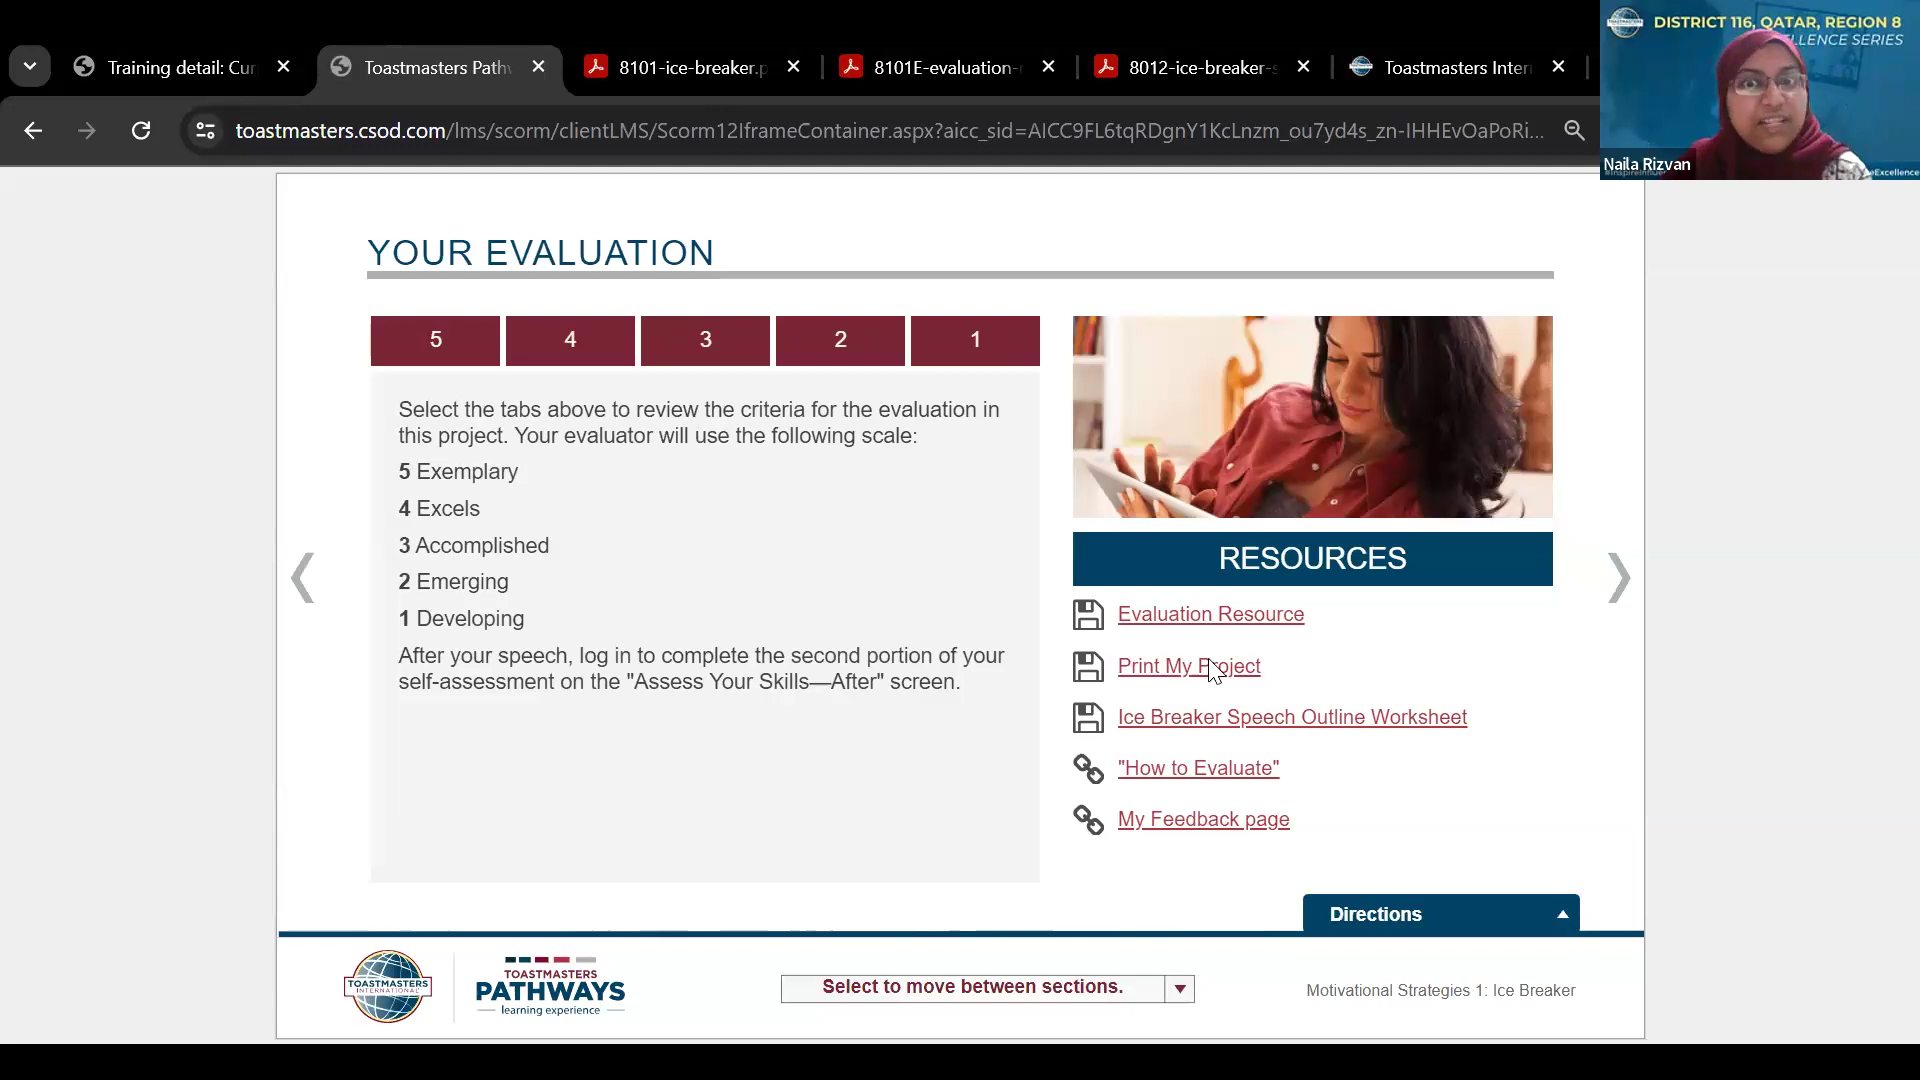 Training detail: Cur
Toastmasters Path
8101-ice-breaker.p
8101E-evaluation-
8012-ice-breaker-s
Toastmasters Inter
toastmasters.csod.com/lms/scorm/clientLMS/Scorm12IframeContainer.aspx?aicc_sid=AICC9FL6tqRDgnY1KcLnzm_ou7yd4s_zn-IHHEvOaPoRi...
DISTRICT 116, QATAR, REGION 8
LLENCE SERIES
Naila Rizvan
eExcellence
YOUR EVALUATION
5 4 3 2 1
Select the tabs above to review the criteria for the evaluation in
this project. Your evaluator will use the following scale:
5 Exemplary
4 Excels
3 Accomplished
2 Emerging
1 Developing
After your speech, log in to complete the second portion of your
self-assessment on the "Assess Your Skills—After" screen.
RESOURCES
Evaluation Resource
Print My Project
Ice Breaker Speech Outline Worksheet
"How to Evaluate"
My Feedback page
Directions
TOASTMASTERS
INTERNATIONAL
TOASTMASTERS
PATHWAYS
learning experience
Select to move between sections.
Motivational Strategies 1: Ice Breaker